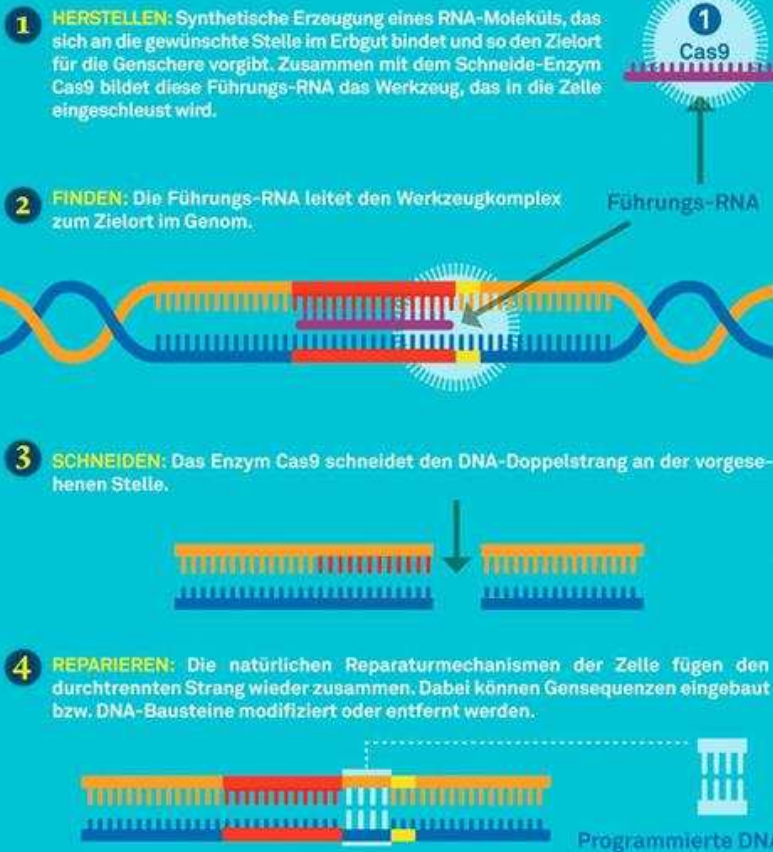 1 HERSTELLEN: Synthetische Erzeugung eines RNA-Moleküls, das
sich an die gewünschte Stelle im Erbgut bindet und so den Zielort
für die Genschere vorgibt. Zusammen mit dem Schneide-Enzym
Cas9 bildet diese Führungs-RNA das Werkzeug, das in die Zelle
eingeschleust wird.
1
Cas9
Führungs-RNA
2 FINDEN: Die Führungs-RNA leitet den Werkzeugkomplex
zum Zielort im Genom.
3 SCHNEIDEN: Das Enzym Cas9 schneidet den DNA-Doppelstrang an der vorgese-
henen Stelle.
4 REPARIEREN: Die natürlichen Reparaturmechanismen der Zelle fügen den
durchtrennten Strang wieder zusammen. Dabei können Gensequenzen eingebaut
bzw. DNA-Bausteine modifiziert oder entfernt werden.
Programmierte DNA